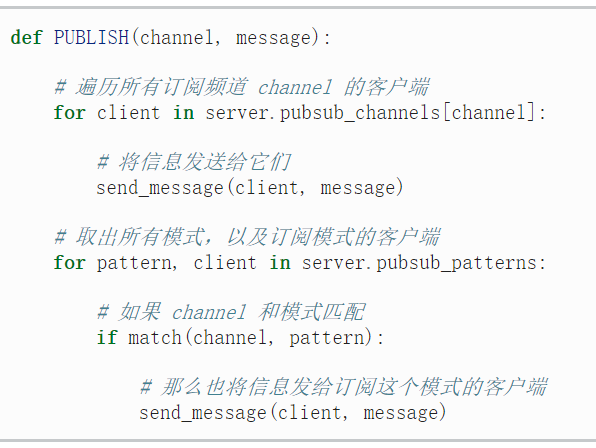 def PUBLISH(channel, message):
# 遍历所有订阅频道 channel 的客户端
for client in server.pubsub_channels[channel]:
# 将信息发送给它们
send_message(client, message)
# 取出所有模式，以及订阅模式的客户端
for pattern, client in server.pubsub_patterns:
# 如果 channel 和模式匹配
if match(channel, pattern):
# 那么也将信息发给订阅这个模式的客户端
send_message(client, message)